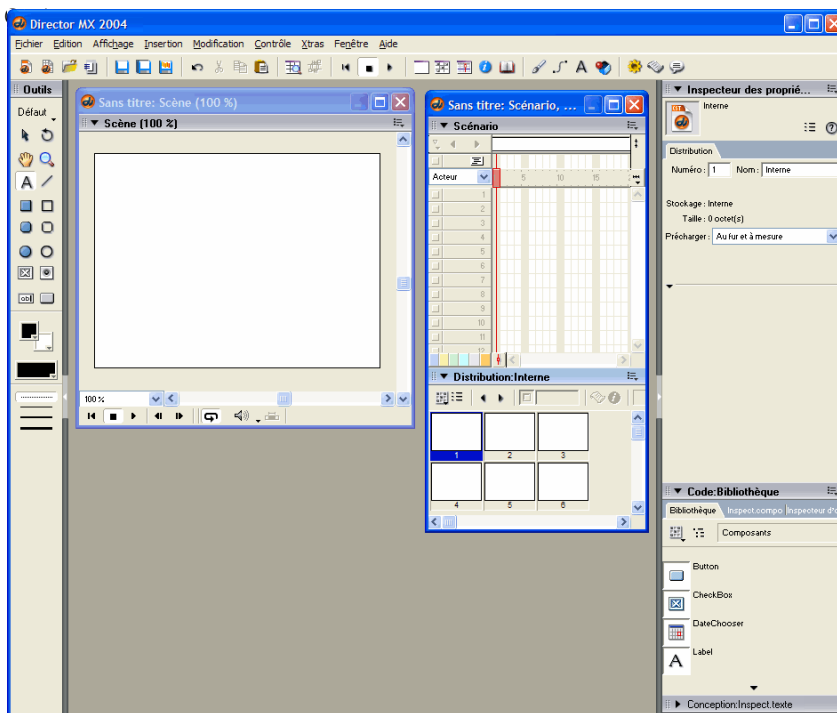 Director MX 2004
Fichier Edition Affichage Insertion Modification Contrôle Xtras Fenêtre Aide
Outils
Défaut
Sans titre: Scène (100 %)
Scène (100 %)
100 %
Sans titre: Scénario, ...
Scénario
Acteur
5 10 15
1
2
3
4
5
6
7
8
9
10
11
12
Distribution:Interne
1 2 3
4 5 6
Inspecteur des proprié...
Interne
Distribution
Numéro: 1 Nom: Interne
Stockage: Interne
Taille: 0 octet(s)
Précharger: Au fur et à mesure
Code:Bibliothèque
Bibliothèque Inspect.compo Inspecteur d'o
Composants
Button
CheckBox
DateChooser
Label
Conception:Inspect.texte